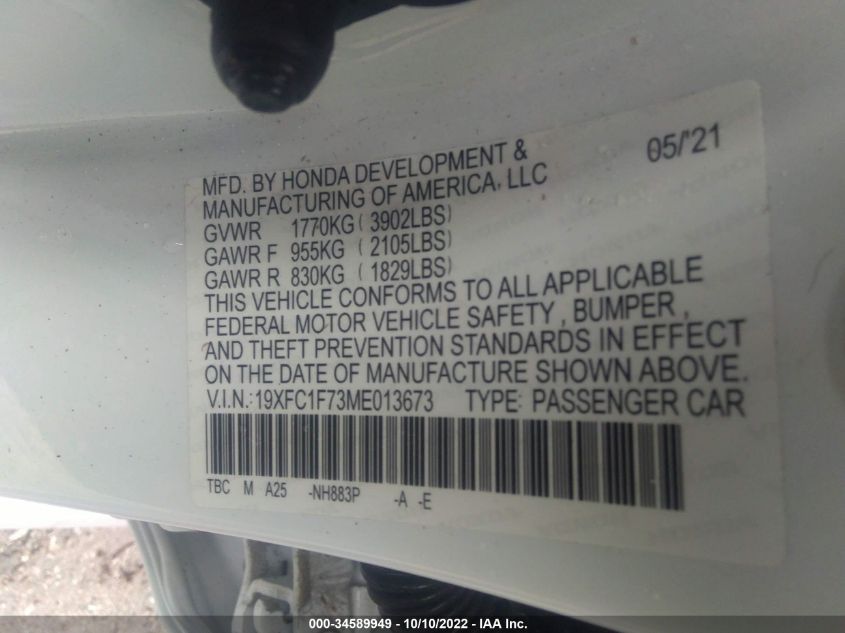 05/'21
MFD. BY HONDA DEVELOPMENT &
MANUFACTURING OF AMERICA, LLC
GVWR 1770KG ( 3902LBS)
GAWR F 955KG ( 2105LBS)
GAWR R 830KG ( 1829LBS)
THIS VEHICLE CONFORMS TO ALL APPLICABLE
FEDERAL MOTOR VEHICLE SAFETY , BUMPER ,
AND THEFT PREVENTION STANDARDS IN EFFECT
ON THE DATE OF MANUFACTURE SHOWN ABOVE.
V.I.N.: 19XFC1F73ME013673 TYPE: PASSENGER CAR
TBC M A25 -NH883P -A -E
000-34589949 - 10/10/2022 - IAA Inc.